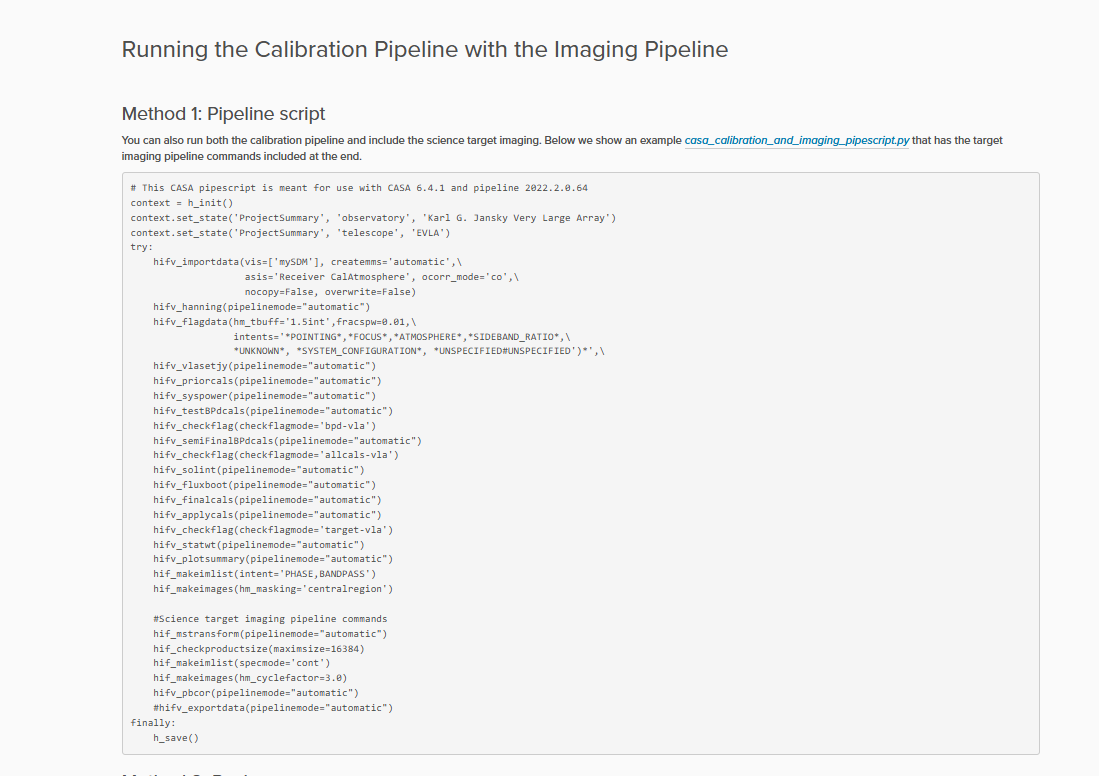 Running the Calibration Pipeline with the Imaging Pipeline
Method 1: Pipeline script
You can also run both the calibration pipeline and include the science target imaging. Below we show an example casa_calibration_and_imaging_pipescript.py that has the target
imaging pipeline commands included at the end.
# This CASA pipescript is meant for use with CASA 6.4.1 and pipeline 2022.2.0.64
context = h_init()
context.set_state('ProjectSummary', 'observatory', 'Karl G. Jansky Very Large Array')
context.set_state('ProjectSummary', 'telescope', 'EVLA')
try:
    hifv_importdata(vis=['mySDM'], createmms='automatic',\
                    asis='Receiver CalAtmosphere', ocorr_mode='co',\
                    nocopy=False, overwrite=False)
    hifv_hanning(pipelinemode="automatic")
    hifv_flagdata(hm_tbuff='1.5int',fracspw=0.01,\
                  intents='*POINTING*,*FOCUS*,*ATMOSPHERE*,*SIDEBAND_RATIO*,\
                  *UNKNOWN*, *SYSTEM_CONFIGURATION*, *UNSPECIFIED#UNSPECIFIED')*',\
    hifv_vlasetjy(pipelinemode="automatic")
    hifv_priorcals(pipelinemode="automatic")
    hifv_syspower(pipelinemode="automatic")
    hifv_testBPdcals(pipelinemode="automatic")
    hifv_checkflag(checkflagmode='bpd-vla')
    hifv_semiFinalBPdcals(pipelinemode="automatic")
    hifv_checkflag(checkflagmode='allcals-vla')
    hifv_solint(pipelinemode="automatic")
    hifv_fluxboot(pipelinemode="automatic")
    hifv_finalcals(pipelinemode="automatic")
    hifv_applycals(pipelinemode="automatic")
    hifv_checkflag(checkflagmode='target-vla')
    hifv_statwt(pipelinemode="automatic")
    hifv_plotsummary(pipelinemode="automatic")
    hif_makeimlist(intent='PHASE,BANDPASS')
    hif_makeimages(hm_masking='centralregion')
    #Science target imaging pipeline commands
    hif_mstransform(pipelinemode="automatic")
    hif_checkproductsize(maximsize=16384)
    hif_makeimlist(specmode='cont')
    hif_makeimages(hm_cyclefactor=3.0)
    hifv_pbcor(pipelinemode="automatic")
    #hifv_exportdata(pipelinemode="automatic")
finally:
    h_save()